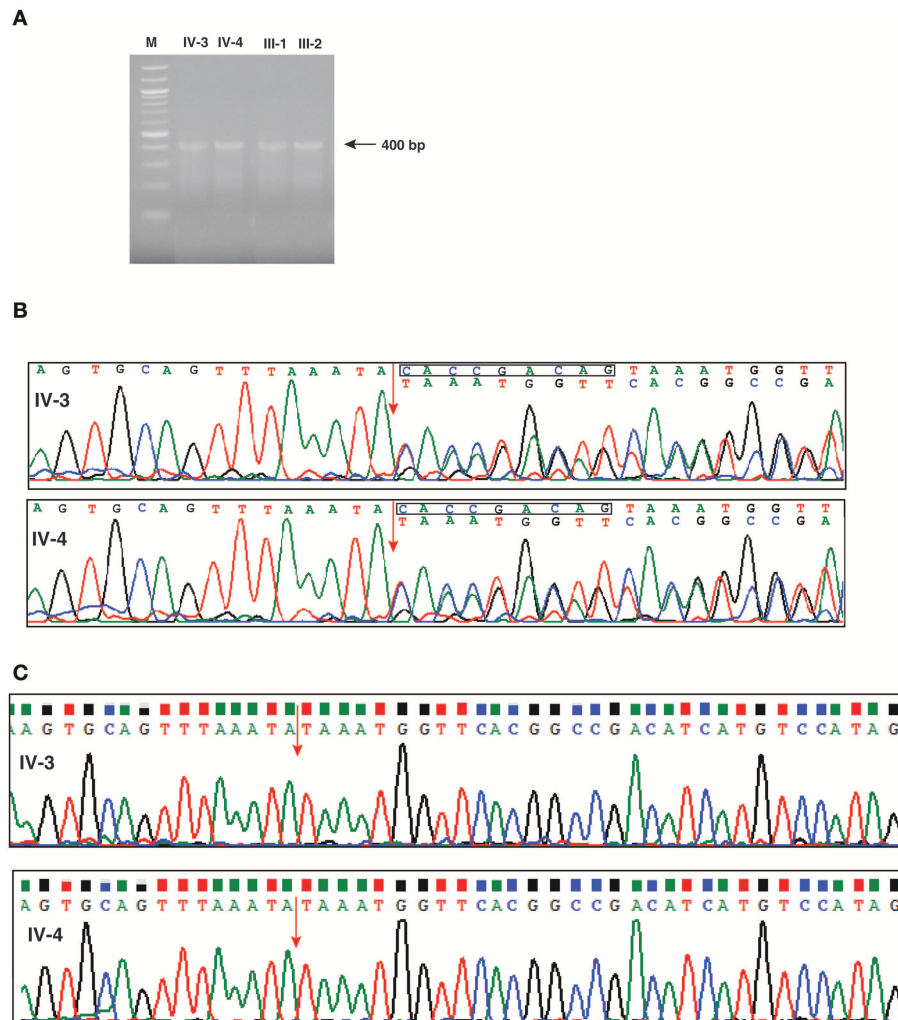 A
M IV-3 IV-4 III-1 III-2
400 bp
B
A G T G C A G T T T A A A T A C A C C G A C A G T A A A T G G T T
T A A A T G G T T C A C G G C C G A
IV-3
A G T G C A G T T T A A A T A C A C C G A C A G T A A A T G G T T
T A A A T G G T T C A C G G C C G A
IV-4
C
A A G T G C A G T T T A A A T A T A A A T G G T T C A C G G C C G A C A T C A T G T C C A T A G
IV-3
A G T G C A G T T T A A A T A T A A A T G G T T C A C G G C C G A C A T C A T G T C C A T A G
IV-4